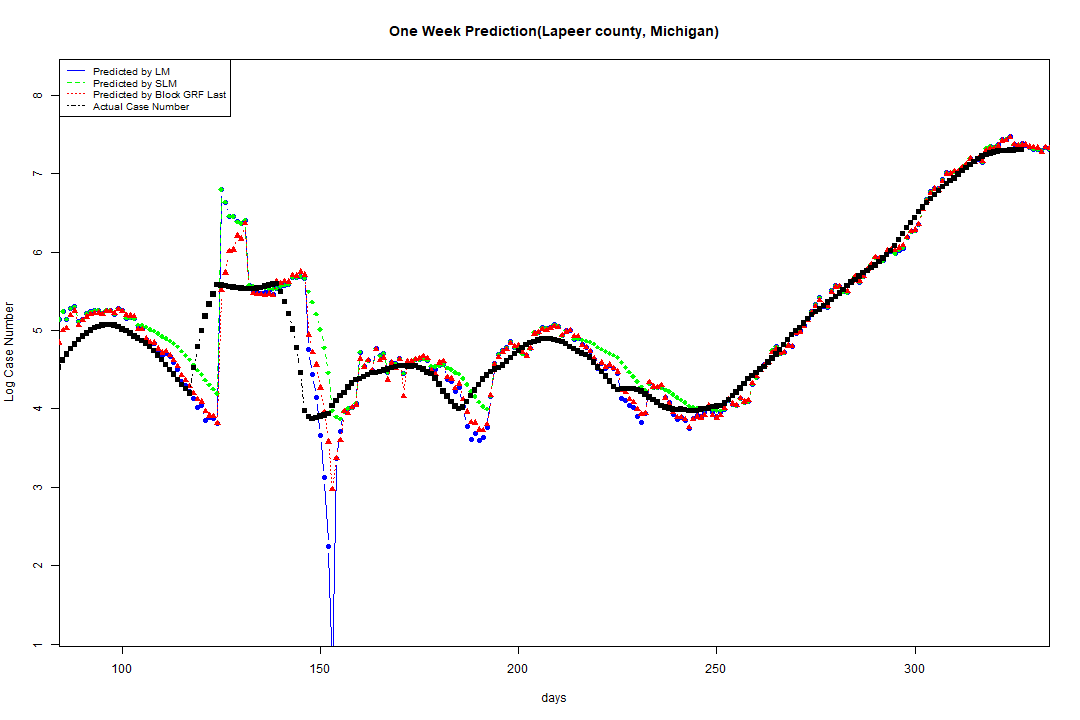 One Week Prediction(Lapeer county, Michigan)
Predicted by LM
Predicted by SLM
Predicted by Block GRF Last
Actual Case Number
Log Case Number
8
7
6
5
4
3
2
1
100
150
200
250
300
days